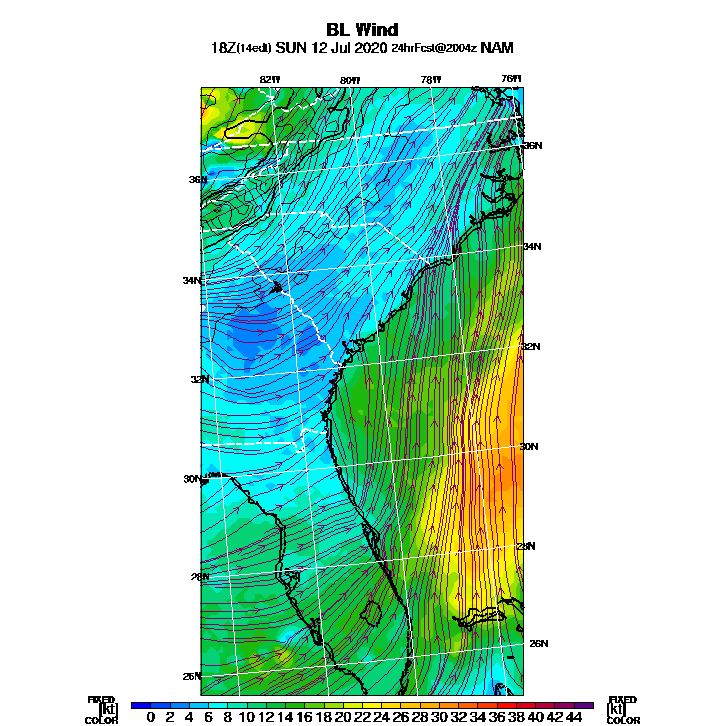 BL Wind
18Z(14edt) SUN 12 Jul 2020 24hrFcst@2004z NAM
82W 80W 78W 76W
36N
36N
34N
34N
32N
32N
30N
30N
28N
28N
26N
26N
FIXED FIXED
[kt] 0 2 4 6 8 10 12 14 16 18 20 22 24 26 28 30 32 34 36 38 40 42 44 [kt]
COLOR COLOR